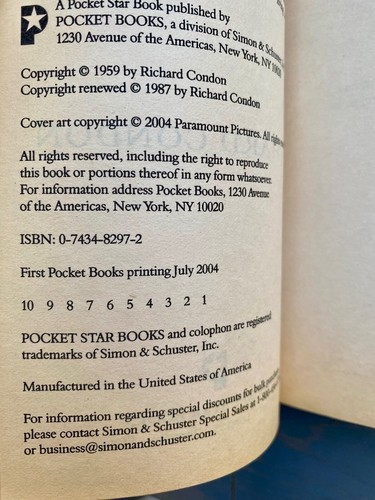 A Pocket Star Book published by
POCKET BOOKS, a division of Simon & Schuster
1230 Avenue of the Americas, New York, NY 10020
Copyright © 1959 by Richard Condon
Copyright renewed © 1987 by Richard Condon
Cover art copyright © 2004 Paramount Pictures. All rights
All rights reserved, including the right to reproduce
this book or portions thereof in any form whatsoever.
For information address Pocket Books, 1230 Avenue
of the Americas, New York, NY 10020
ISBN: 0-7434-8297-2
First Pocket Books printing July 2004
10 9 8 7 6 5 4 3 2 1
POCKET STAR BOOKS and colophon are registered
trademarks of Simon & Schuster, Inc.
Manufactured in the United States of America
For information regarding special discounts for bulk
please contact Simon & Schuster Special Sales at
or business@simonandschuster.com.